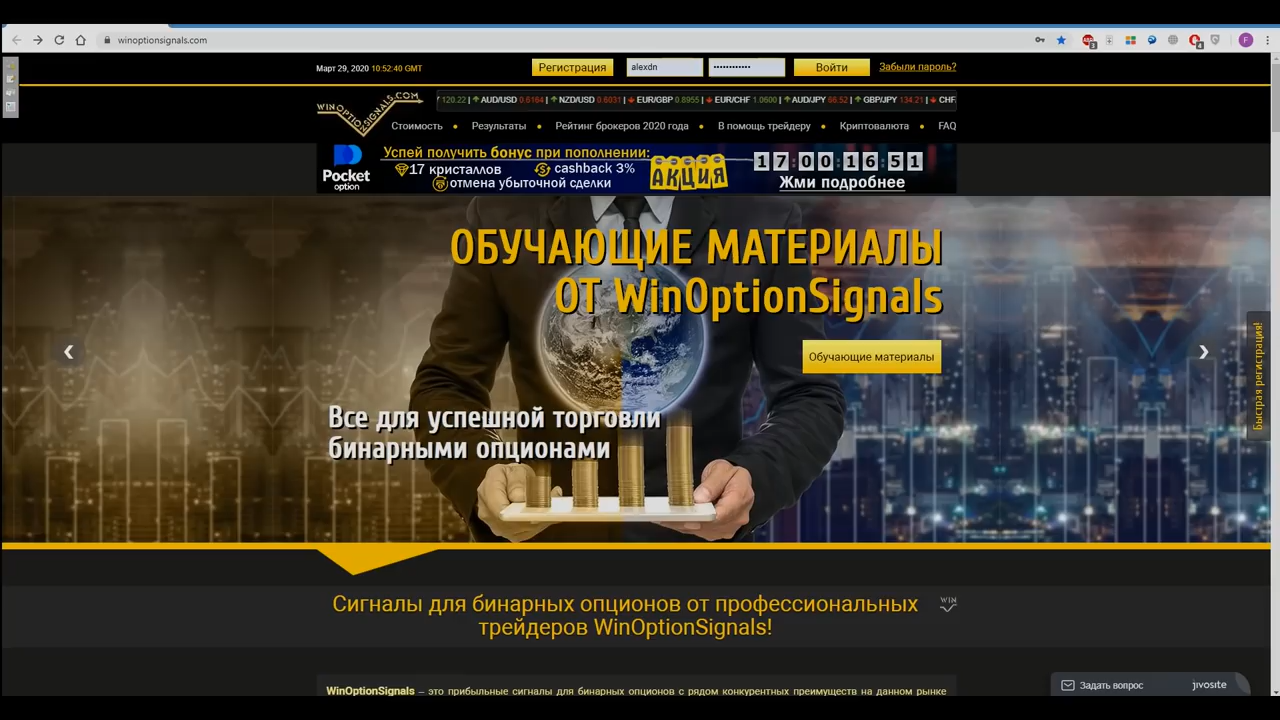 winoptionsignals.com
Март 29, 2020 10:52:40 GMT
Регистрация
alexdn
Войти
Забыли пароль?
WINOPTIONSIGNALS.COM
120.22 | AUD/USD 0.6164 | NZD/USD 0.6031 | EUR/GBP 0.8955 | EUR/CHF 1.0600 | AUD/JPY 66.52 | GBP/JPY 134.21 | CHF
Стоимость • Результаты • Рейтинг брокеров 2020 года • В помощь трейдеру • Криптовалюта • FAQ
Pocket
option
Успей получить бонус при пополнении:
17 кристаллов
cashback 3%
отмена убыточной сделки
АКЦИЯ
17:00:16:51
Жми подробнее
ОБУЧАЮЩИЕ МАТЕРИАЛЫ
ОТ WinOptionSignals
Обучающие материалы
Все для успешной торговли
бинарными опционами
Быстрая регистрация!
Сигналы для бинарных опционов от профессиональных
трейдеров WinOptionSignals!
WIN
WinOptionSignals – это прибыльные сигналы для бинарных опционов с рядом конкурентных преимуществ на данном рынке
Задать вопрос
jivosite